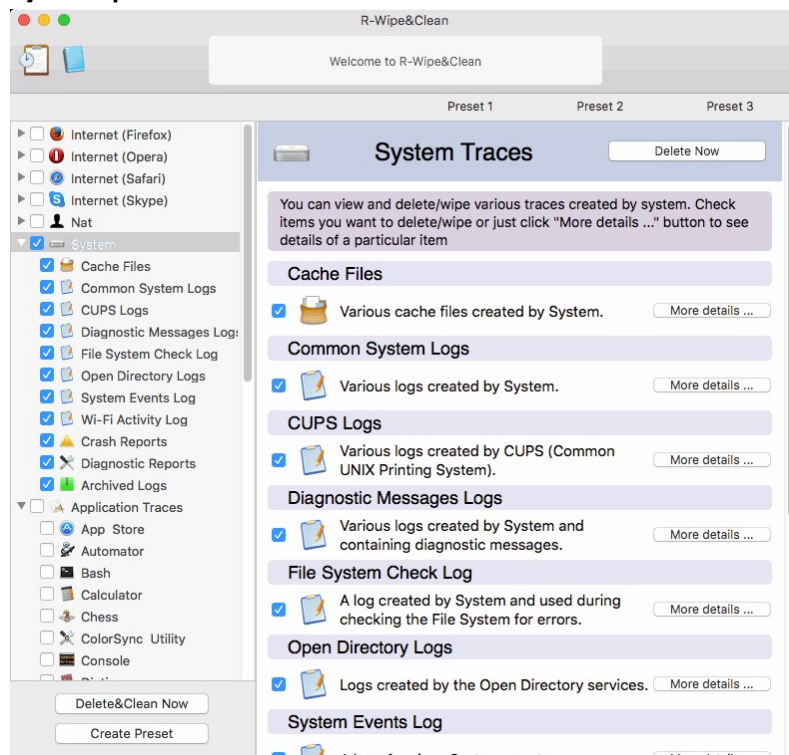 R-Wipe&Clean
Welcome to R-Wipe&Clean
Preset 1
Preset 2
Preset 3
Internet (Firefox)
Internet (Opera)
Internet (Safari)
Internet (Skype)
Nat
System
Cache Files
Common System Logs
CUPS Logs
Diagnostic Messages Logs
File System Check Log
Open Directory Logs
System Events Log
Wi-Fi Activity Log
Crash Reports
Diagnostic Reports
Archived Logs
Application Traces
App Store
Automator
Bash
Calculator
Chess
ColorSync Utility
Console
Delete&Clean Now
Create Preset
System Traces
Delete Now
You can view and delete/wipe various traces created by system. Check
items you want to delete/wipe or just click "More details ..." button to see
details of a particular item
Cache Files
Various cache files created by System.
More details ...
Common System Logs
Various logs created by System.
More details ...
CUPS Logs
Various logs created by CUPS (Common
UNIX Printing System).
More details ...
Diagnostic Messages Logs
Various logs created by System and
containing diagnostic messages.
More details ...
File System Check Log
A log created by System and used during
checking the File System for errors.
More details ...
Open Directory Logs
Logs created by the Open Directory services.
More details ...
System Events Log